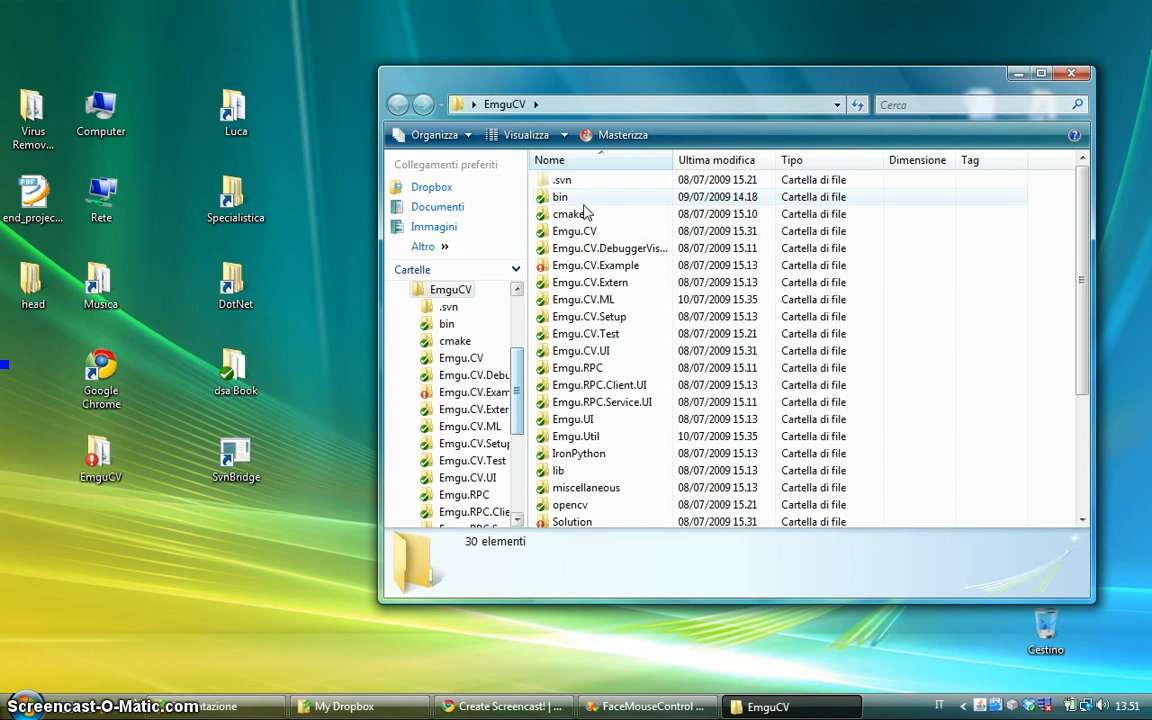 Virus Remov...
Computer
Luca
end_projec...
Rete
Specialistica
head
Musica
DotNet
Google Chrome
dsa Book
EmguCV
SvnBridge
Cestino
EmguCV
Cerca
Organizza
Visualizza
Masterizza
Collegamenti preferiti
Dropbox
Documenti
Immagini
Altro »
Cartelle
EmguCV
.svn
bin
cmake
Emgu.CV
Emgu.CV.Debu
Emgu.CV.Exam
Emgu.CV.Exter
Emgu.CV.ML
Emgu.CV.Setup
Emgu.CV.Test
Emgu.CV.UI
Emgu.RPC
Emgu.RPC.Clie
Nome Ultima modifica Tipo Dimensione Tag
.svn 08/07/2009 15.21 Cartella di file
bin 09/07/2009 14.18 Cartella di file
cmake 08/07/2009 15.10 Cartella di file
Emgu.CV 08/07/2009 15.31 Cartella di file
Emgu.CV.DebuggerVis... 08/07/2009 15.11 Cartella di file
Emgu.CV.Example 08/07/2009 15.13 Cartella di file
Emgu.CV.Extern 08/07/2009 15.13 Cartella di file
Emgu.CV.ML 10/07/2009 15.35 Cartella di file
Emgu.CV.Setup 08/07/2009 15.13 Cartella di file
Emgu.CV.Test 08/07/2009 15.21 Cartella di file
Emgu.CV.UI 08/07/2009 15.31 Cartella di file
Emgu.RPC 08/07/2009 15.11 Cartella di file
Emgu.RPC.Client.UI 08/07/2009 15.13 Cartella di file
Emgu.RPC.Service.UI 08/07/2009 15.11 Cartella di file
Emgu.UI 08/07/2009 15.13 Cartella di file
Emgu.Util 10/07/2009 15.35 Cartella di file
IronPython 08/07/2009 15.13 Cartella di file
lib 08/07/2009 15.13 Cartella di file
miscellaneous 08/07/2009 15.13 Cartella di file
opencv 08/07/2009 15.21 Cartella di file
Solution 08/07/2009 15.31 Cartella di file
30 elementi
Screencast-O-Matic.com
My Dropbox
Create Screencast! | ...
FaceMouseControl ...
EmguCV
IT
13.51